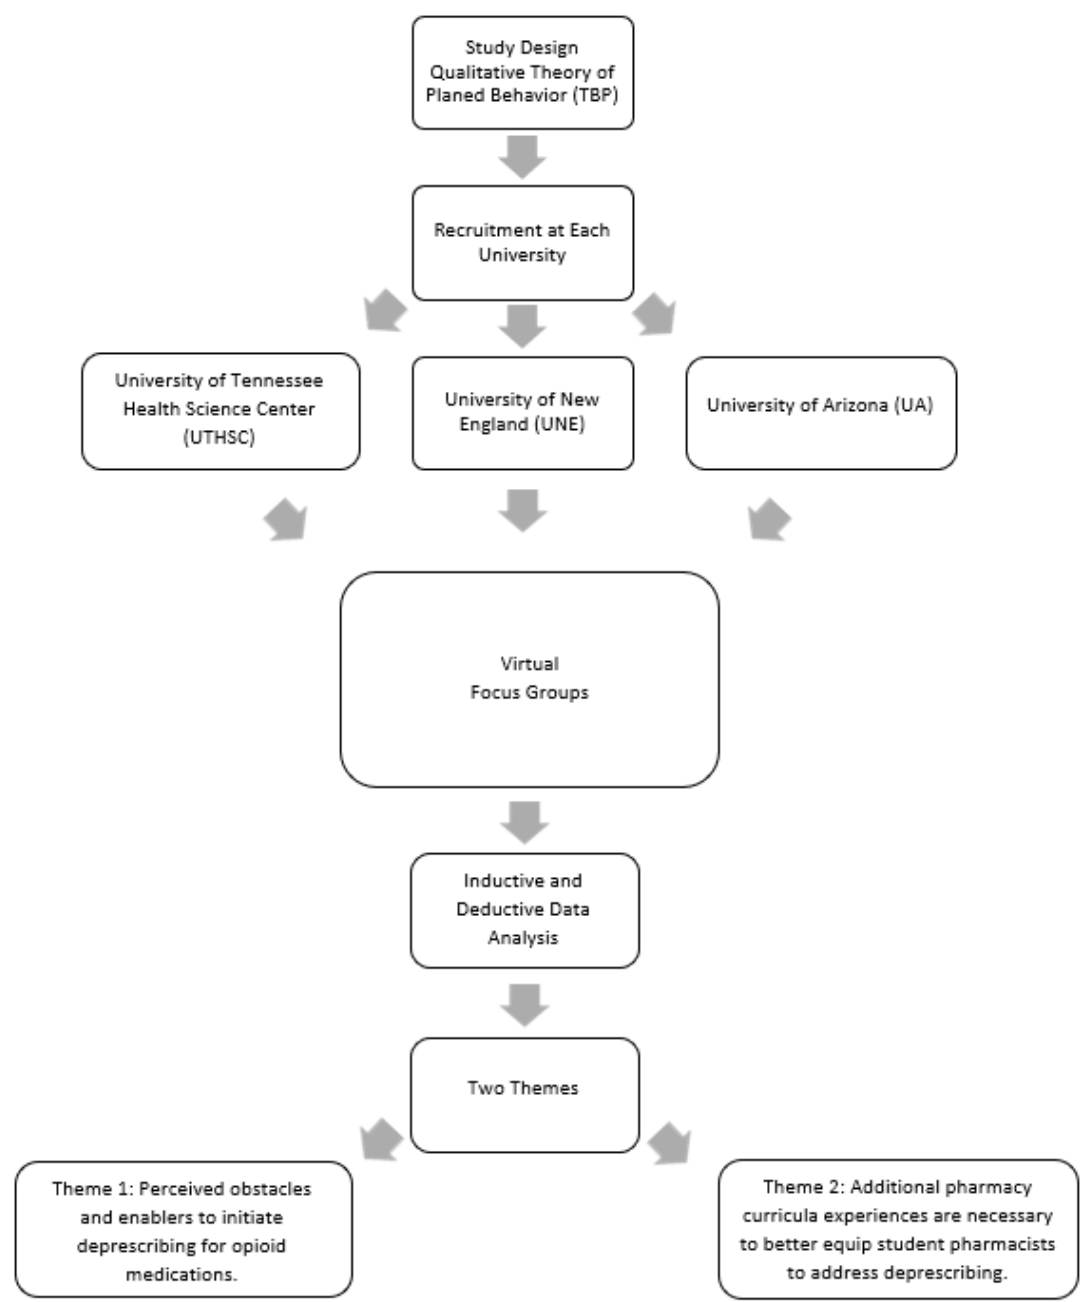 Study Design
Qualitative Theory of
Planed Behavior (TBP)
Recruitment at Each
University
University of Tennessee
Health Science Center
(UTHSC)
University of New
England (UNE)
University of Arizona (UA)
Virtual
Focus Groups
Inductive and
Deductive Data
Analysis
Two Themes
Theme 1: Perceived obstacles
and enablers to initiate
deprescribing for opioid
medications.
Theme 2: Additional pharmacy
curricula experiences are necessary
to better equip student pharmacists
to address deprescribing.